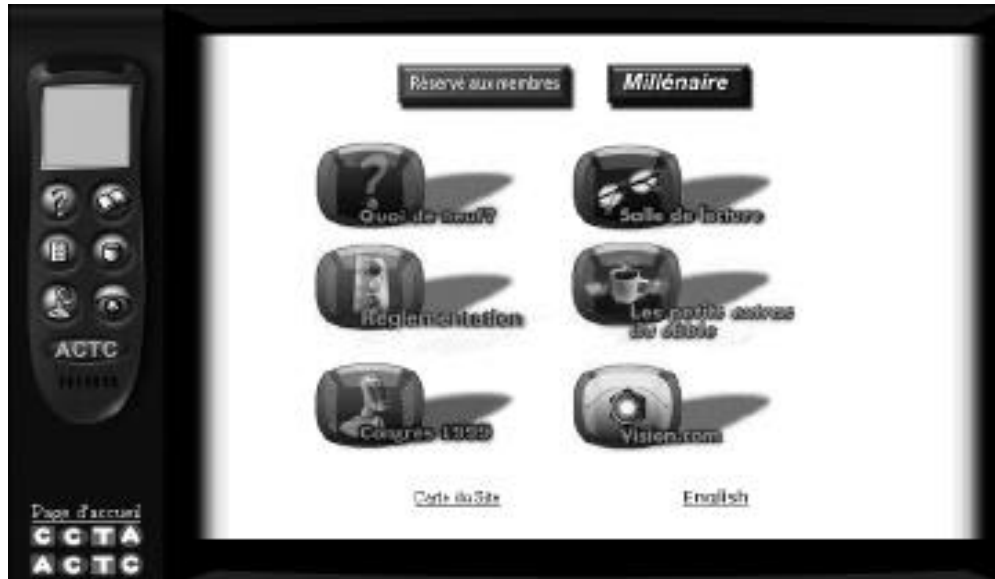 Réservé aux membres
Millénaire
Quoi de neuf?
Salle de lecture
Réglementation
Les petits autres
du câble
Congrès 1999
Vision.com
Carte du Site
English
ACTC
Page d'accueil
CCTA
ACTC